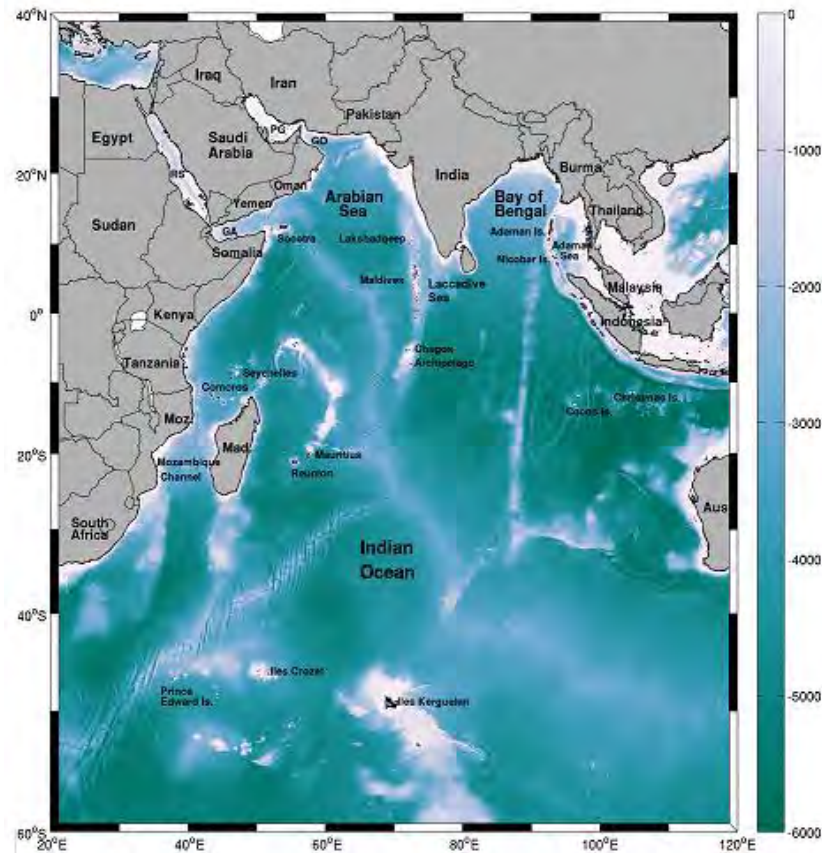 40°N
0
Iraq
Iran
Pakistan
-1000
Egypt
Saudi
Arabia
PG
GO
20°N
RS
Oman
India
Burma
Yemen
Arabian
Sea
Bay of
Bengal
Thailand
Sudan
GA
Socotra
Lakshadqeep
Adaman Is.
Adaman
Sea
Somalia
Nicobar Is.
Maldives
Laccadive
Sea
Malaysia
-2000
0°
Kenya
Indonesia
Tanzania
Chagos
Archipelago
Seychelles
Comoros
Christmas Is.
Cocos Is.
Moz.
-3000
20°S
Mad.
Mauritius
Mozambique
Channel
Reunion
Aus
South
Africa
Indian
Ocean
-4000
40°S
Iles Crozet
Prince
Edward Is.
Iles Kerguelen
-5000
60°S
-6000
20°E
40°E
60°E
80°E
100°E
120°E